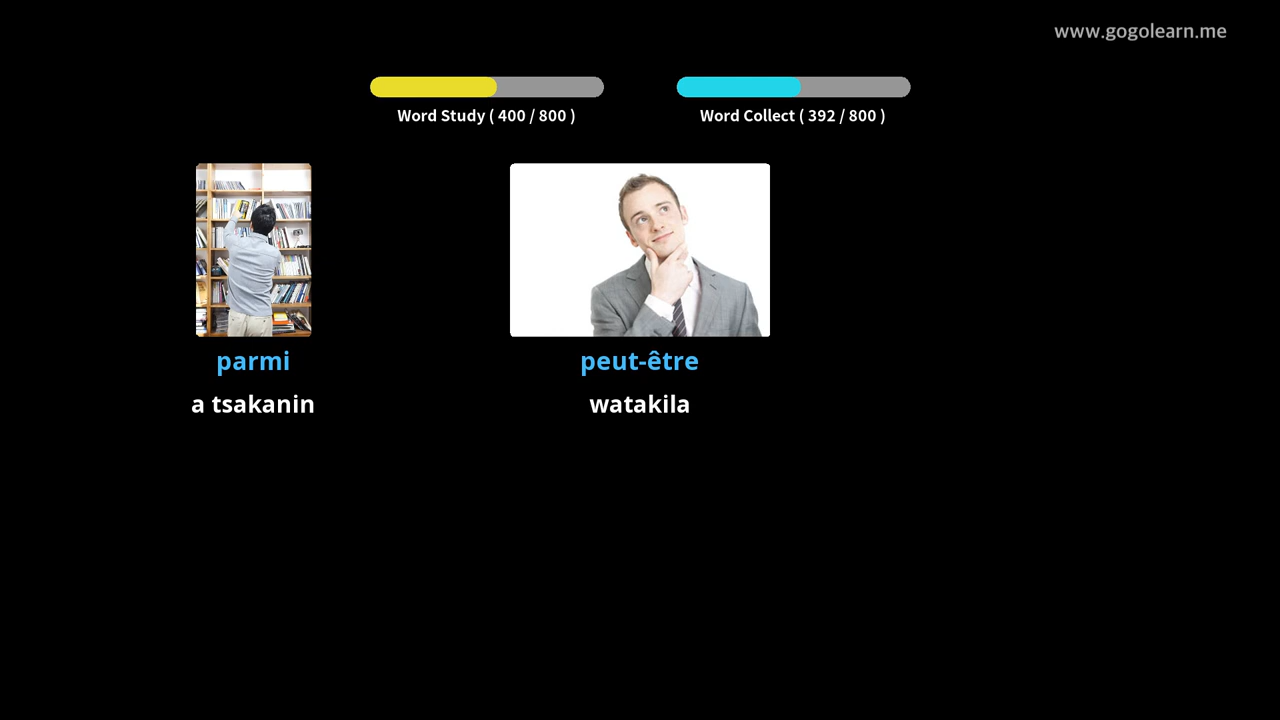 www.gogolearn.me
Word Study ( 400 / 800 )
Word Collect ( 392 / 800 )
parmi
peut-être
a tsakanin
watakila